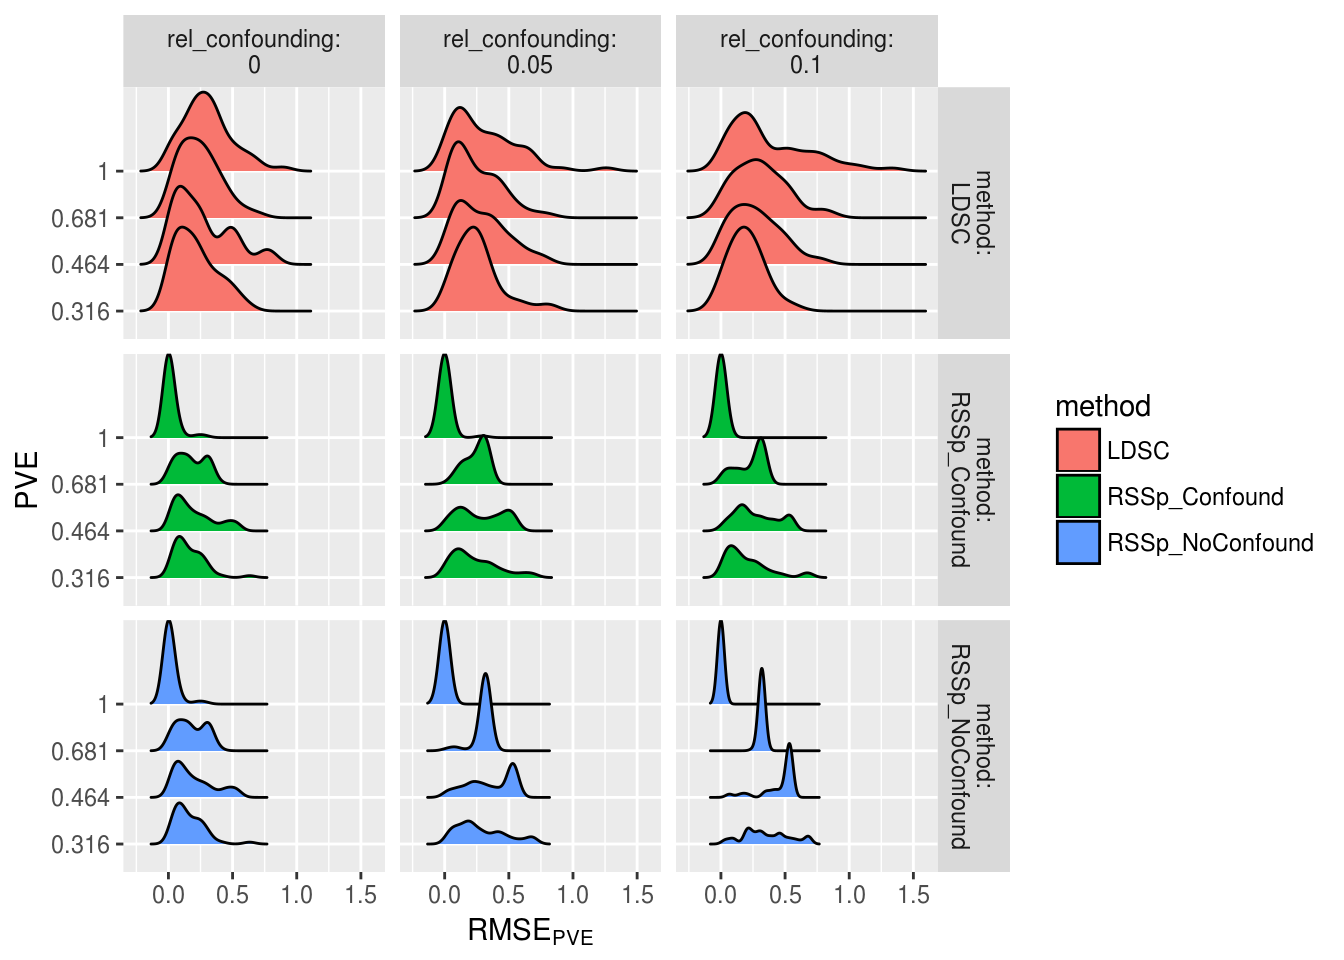 rel_confounding:
0
rel_confounding:
0.05
rel_confounding:
0.1
PVE
1
0.681
0.464
0.316
method:
LDSC
1
0.681
0.464
0.316
method:
RSSp_Confound
1
0.681
0.464
0.316
method:
RSSp_NoConfound
0.0 0.5 1.0 1.5
0.0 0.5 1.0 1.5
0.0 0.5 1.0 1.5
RMSE_PVE
method
LDSC
RSSp_Confound
RSSp_NoConfound